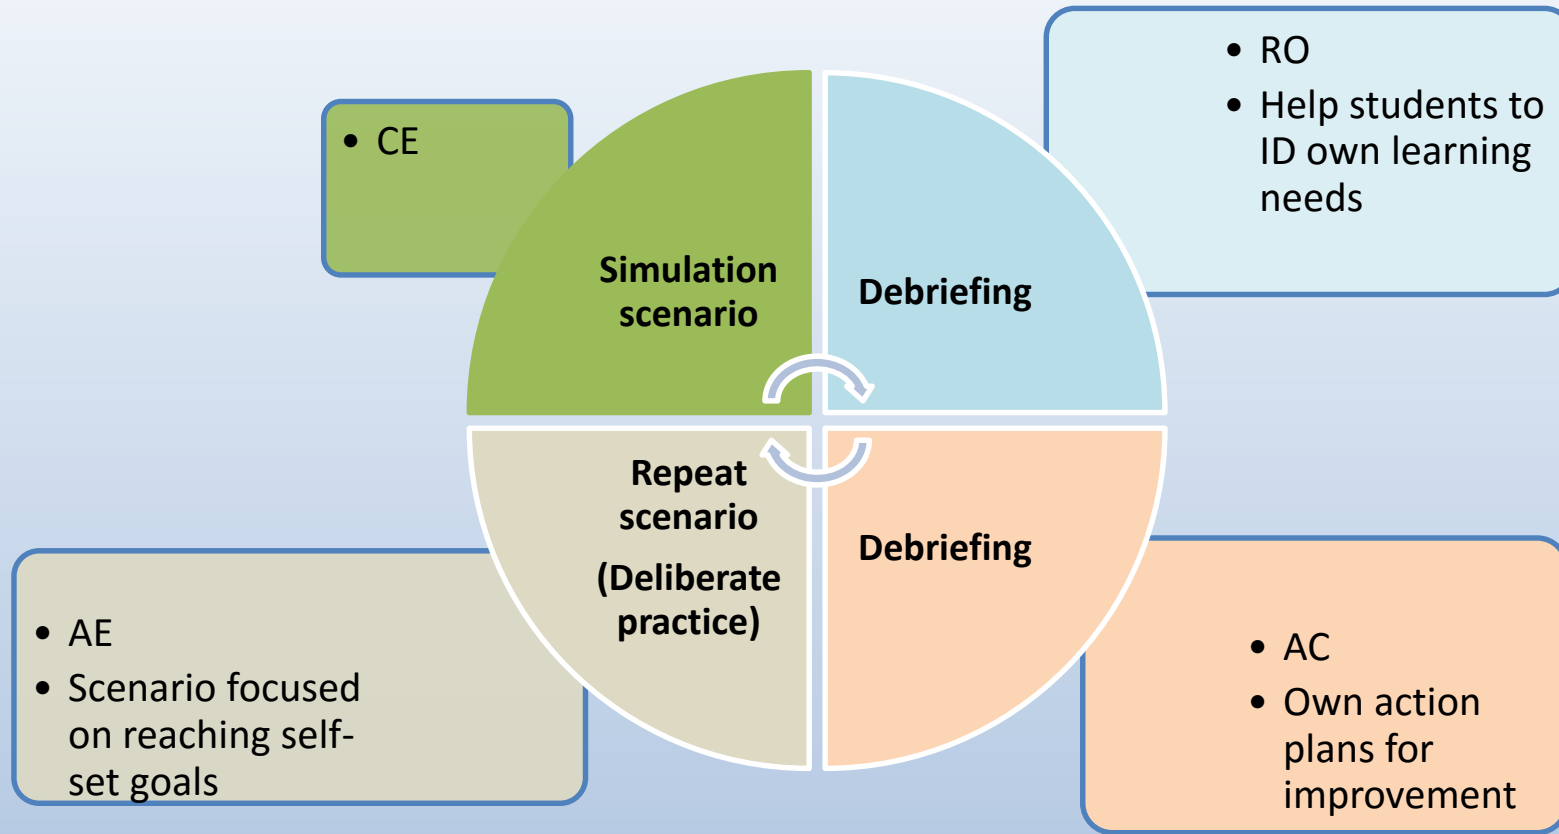 • CE
Simulation
scenario
• RO
• Help students to
ID own learning
needs
Debriefing
Repeat
scenario
(Deliberate
practice)
• AE
• Scenario focused
on reaching self-
set goals
Debriefing
• AC
• Own action
plans for
improvement